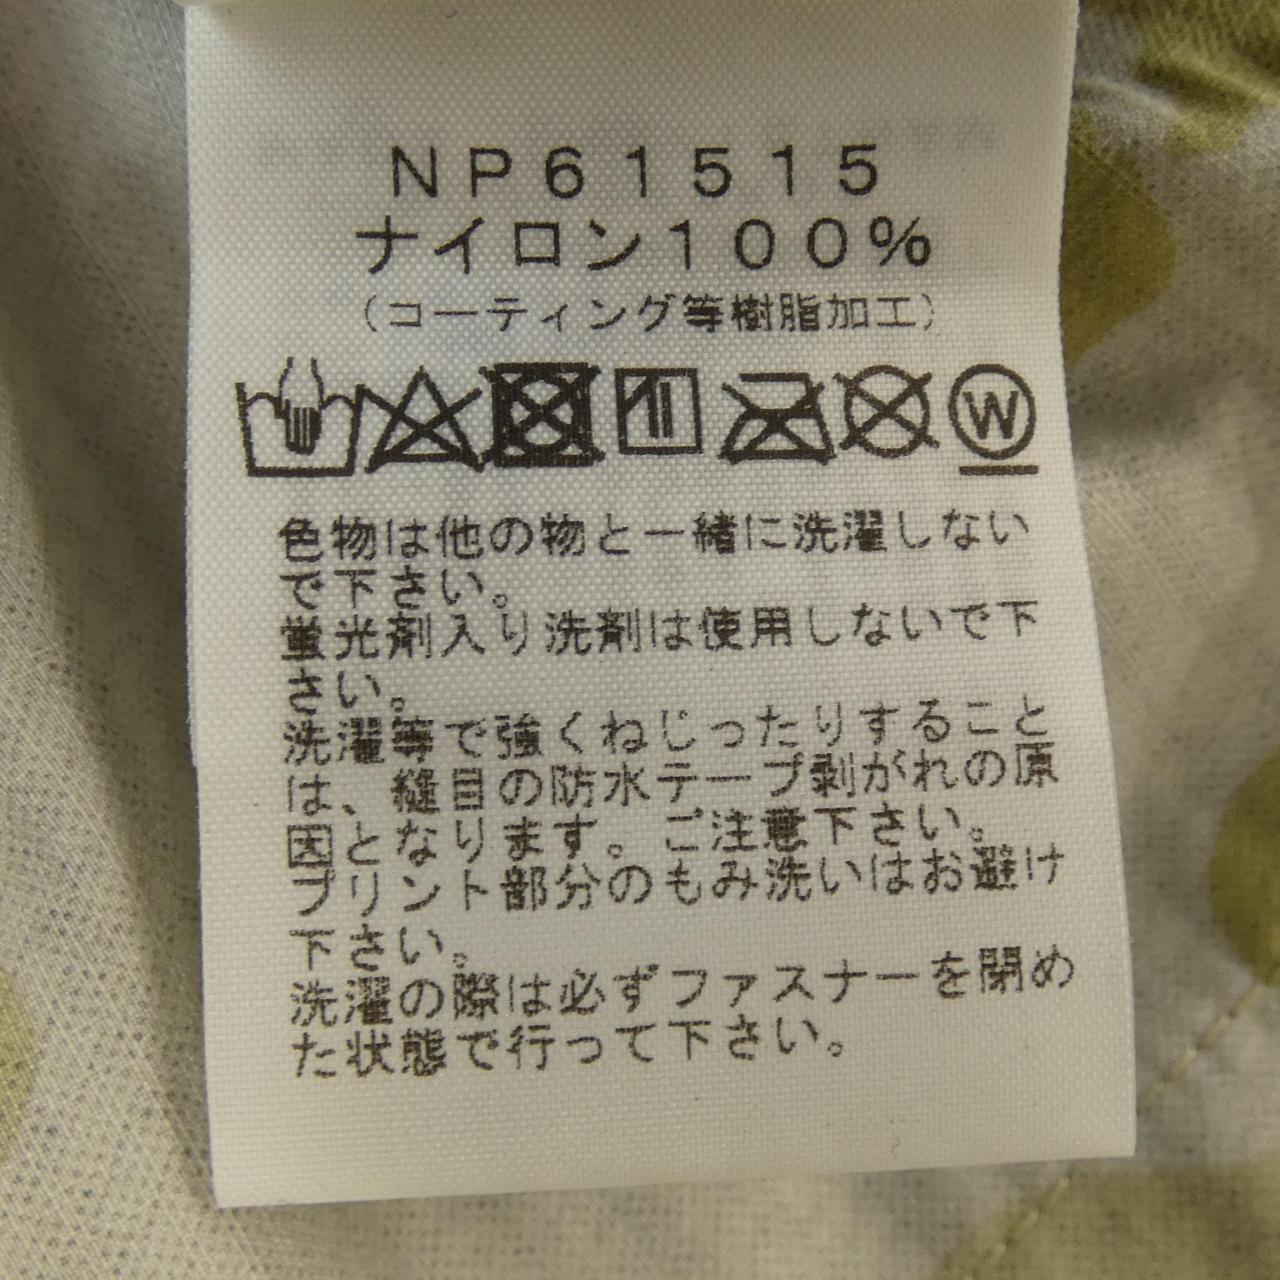 NP61515
ナイロン100%
(コーティング等樹脂加工)
W
色物は他の物と一緒に洗濯しない
で下さい。
蛍光剤入り洗剤は使用しないで下
さい。
洗濯等で強くねじったりすること
は、縫目の防水テープ剥がれの原
因となります。ご注意下さい。
プリント部分のもみ洗いはお避け
下さい。
洗濯の際は必ずファスナーを閉め
た状態で行って下さい。